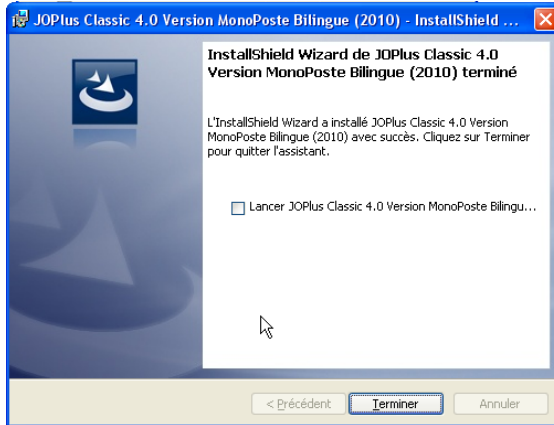 JOPlus Classic 4.0 Version MonoPoste Bilingue (2010) - InstallShield ...
InstallShield Wizard de JOPlus Classic 4.0
Version MonoPoste Bilingue (2010) terminé
L'InstallShield Wizard a installé JOPlus Classic 4.0 Version
MonoPoste Bilingue (2010) avec succès. Cliquez sur Terminer
pour quitter l'assistant.
Lancer JOPlus Classic 4.0 Version MonoPoste Bilingu...
< Précédent
Terminer
Annuler